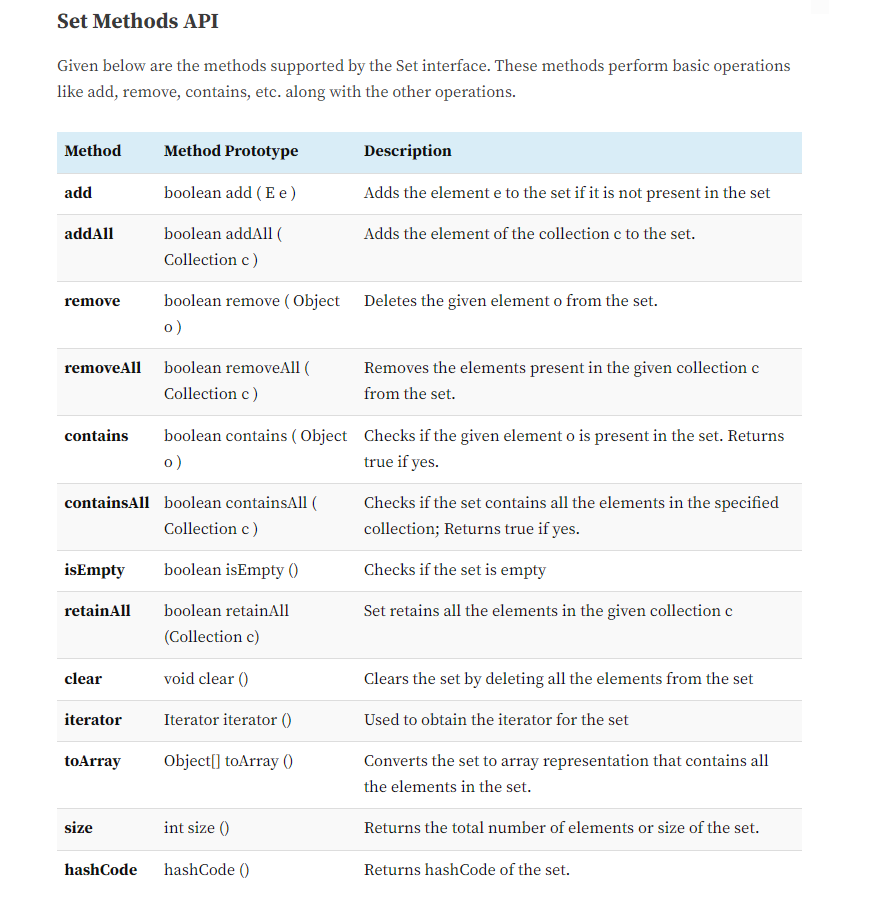 Set Methods API
Given below are the methods supported by the Set interface. These methods perform basic operations
like add, remove, contains, etc. along with the other operations.
Method Method Prototype Description
add boolean add ( E e ) Adds the element e to the set if it is not present in the set
addAll boolean addAll ( Adds the element of the collection c to the set.
Collection c )
remove boolean remove ( Object Deletes the given element o from the set.
o )
removeAll boolean removeAll ( Removes the elements present in the given collection c
Collection c ) from the set.
contains boolean contains ( Object Checks if the given element o is present in the set. Returns
o ) true if yes.
containsAll boolean containsAll ( Checks if the set contains all the elements in the specified
Collection c ) collection; Returns true if yes.
isEmpty boolean isEmpty () Checks if the set is empty
retainAll boolean retainAll Set retains all the elements in the given collection c
(Collection c)
clear void clear () Clears the set by deleting all the elements from the set
iterator Iterator iterator () Used to obtain the iterator for the set
toArray Object[] toArray () Converts the set to array representation that contains all
the elements in the set.
size int size () Returns the total number of elements or size of the set.
hashCode hashCode () Returns hashCode of the set.